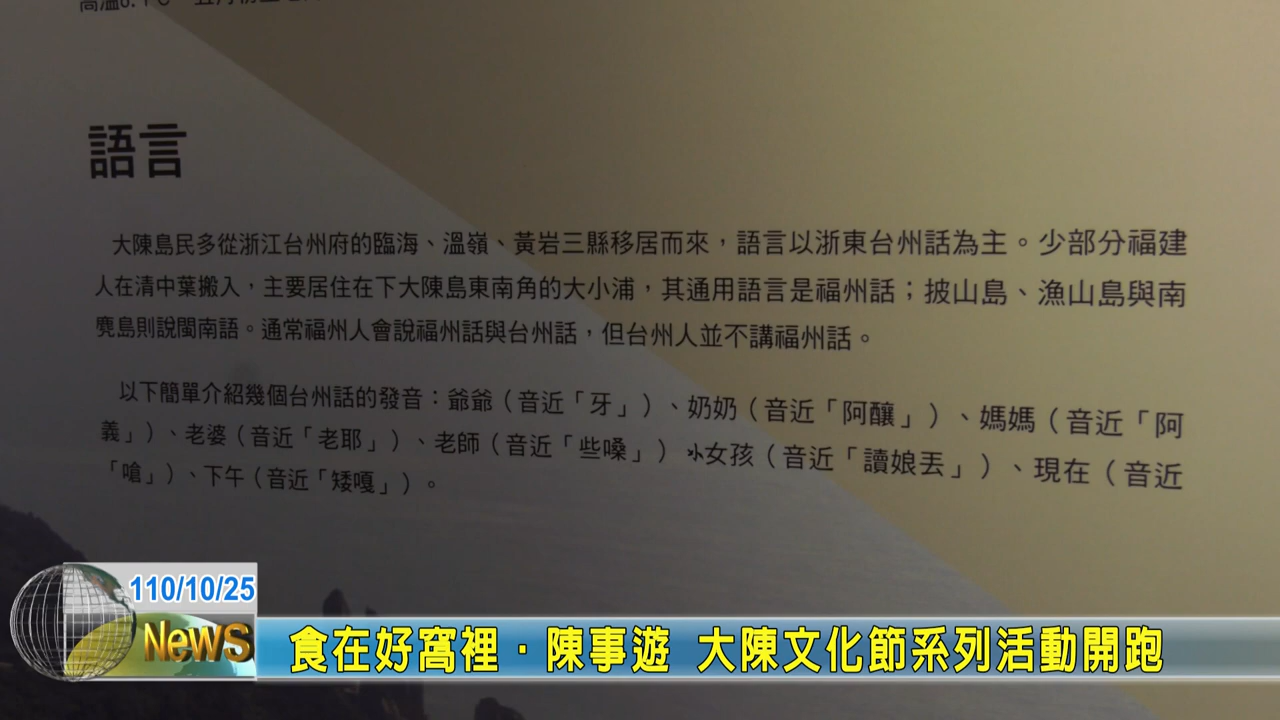 語言
大陳島民多從浙江台州府的臨海、溫嶺、黃岩三縣移居而來，語言以浙東台州話為主。少部分福建
人在清中葉搬入，主要居住在下大陳島東南角的大小浦，其通用語言是福州話；披山島、漁山島與南
麂島則說閩南語。通常福州人會說福州話與台州話，但台州人並不講福州話。
以下簡單介紹幾個台州話的發音：爺爺（音近「牙」）、奶奶（音近「阿釀」）、媽媽（音近「阿
義」）、老婆（音近「老耶」）、老師（音近「些嗓」）小女孩（音近「讀娘丟」）、現在（音近
「嗆」）、下午（音近「矮嘎」）。
110/10/25
News
食在好窩裡．陳事遊 大陳文化節系列活動開跑